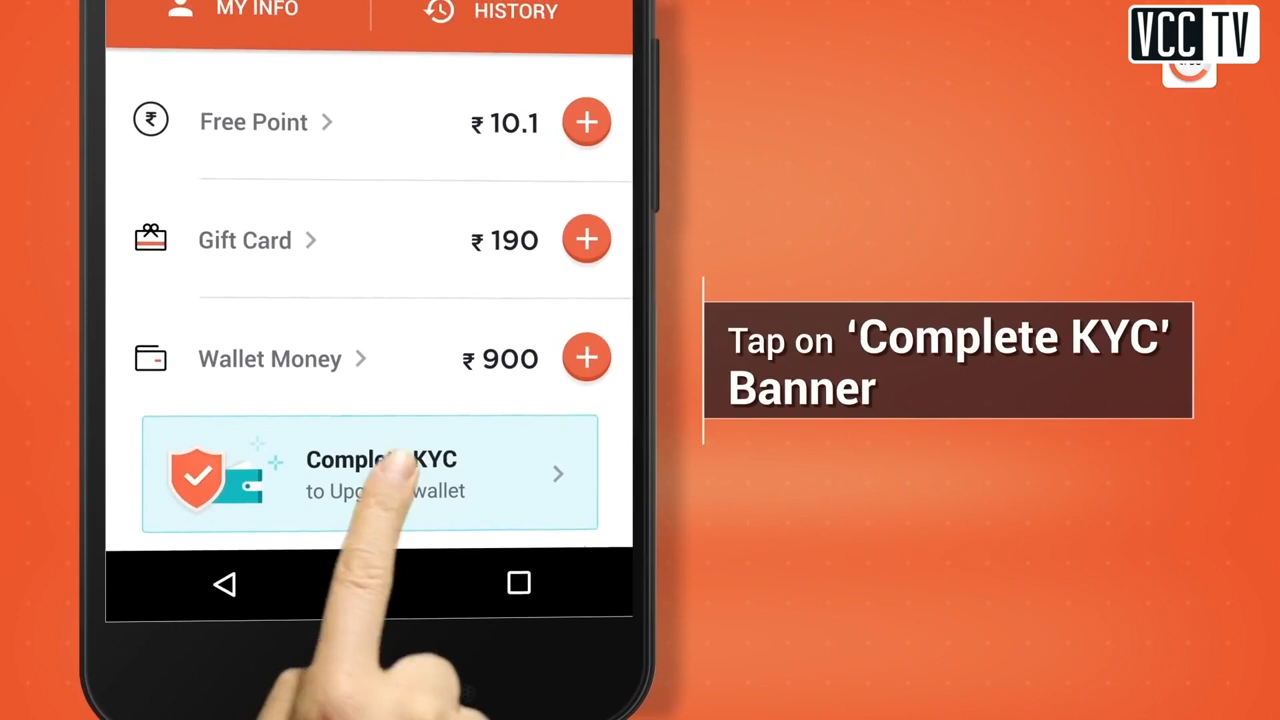 MY INFO
HISTORY
VCC TV
Free Point
₹ 10.1
Gift Card
₹ 190
Wallet Money
₹ 900
Complete KYC
to Upg wallet
Tap on ‘Complete KYC’
Banner